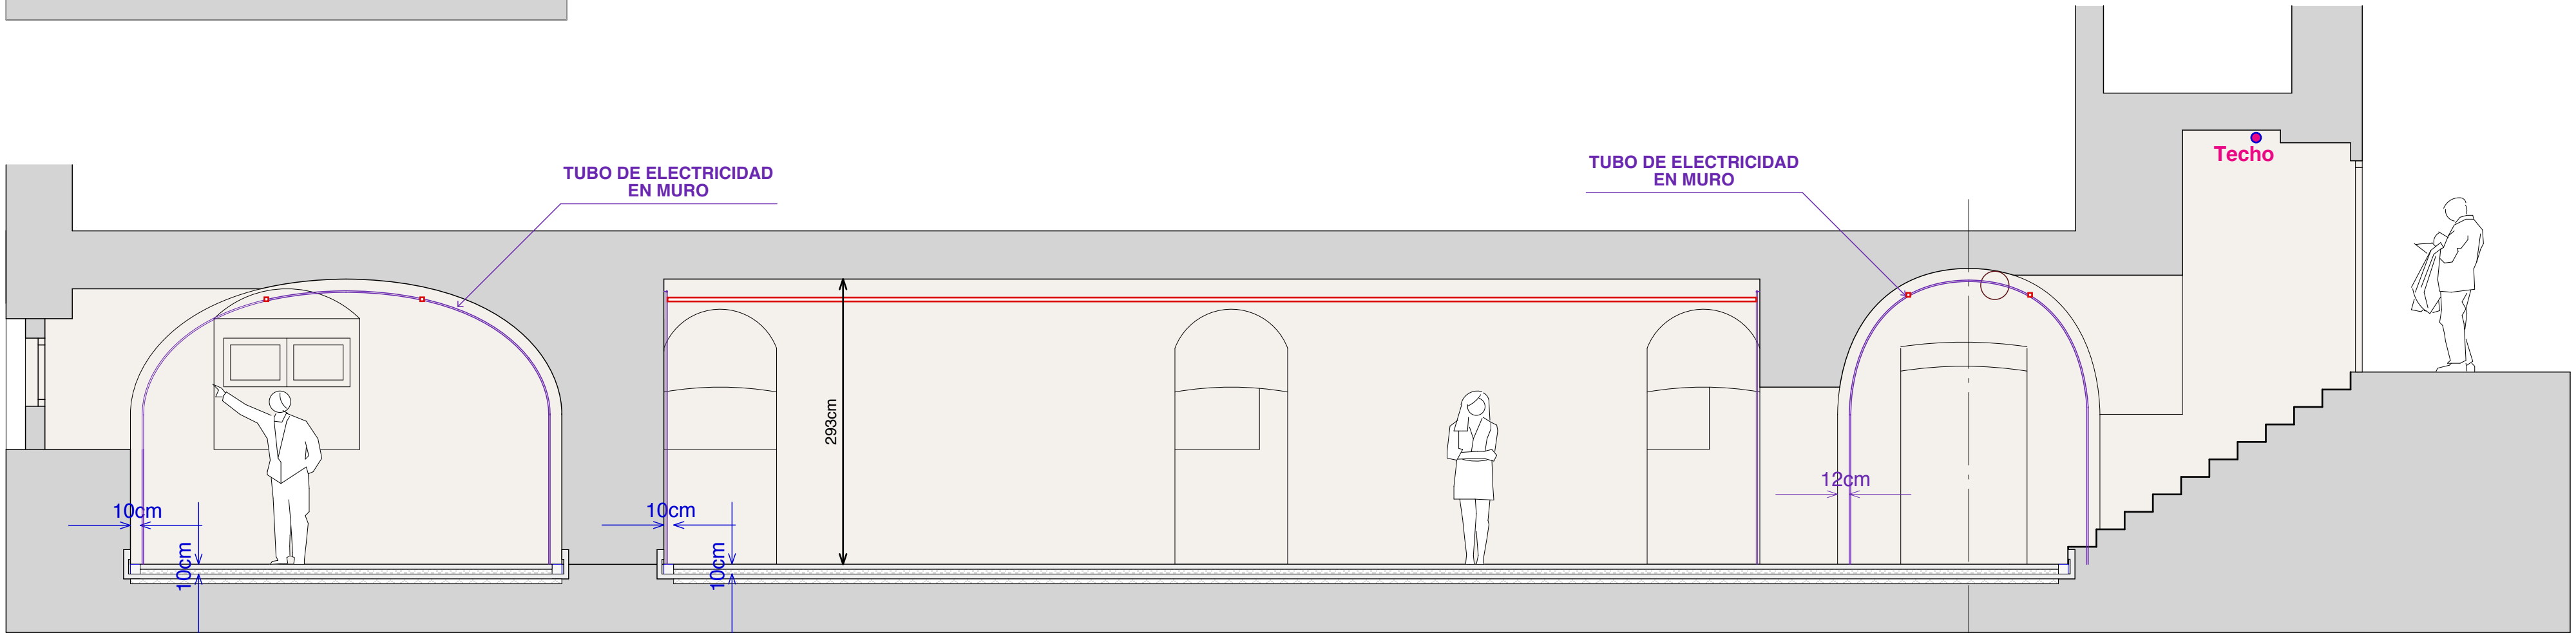 TUBO DE ELECTRICIDAD
EN MURO
TUBO DE ELECTRICIDAD
EN MURO
Techo
293cm
12cm
10cm
10cm
10cm
10cm